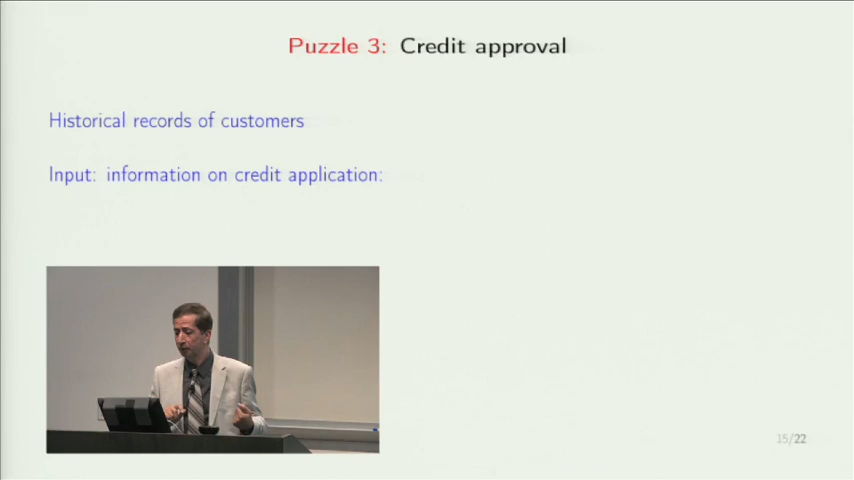 Puzzle 3: Credit approval
Historical records of customers
Input: information on credit application:
15/22